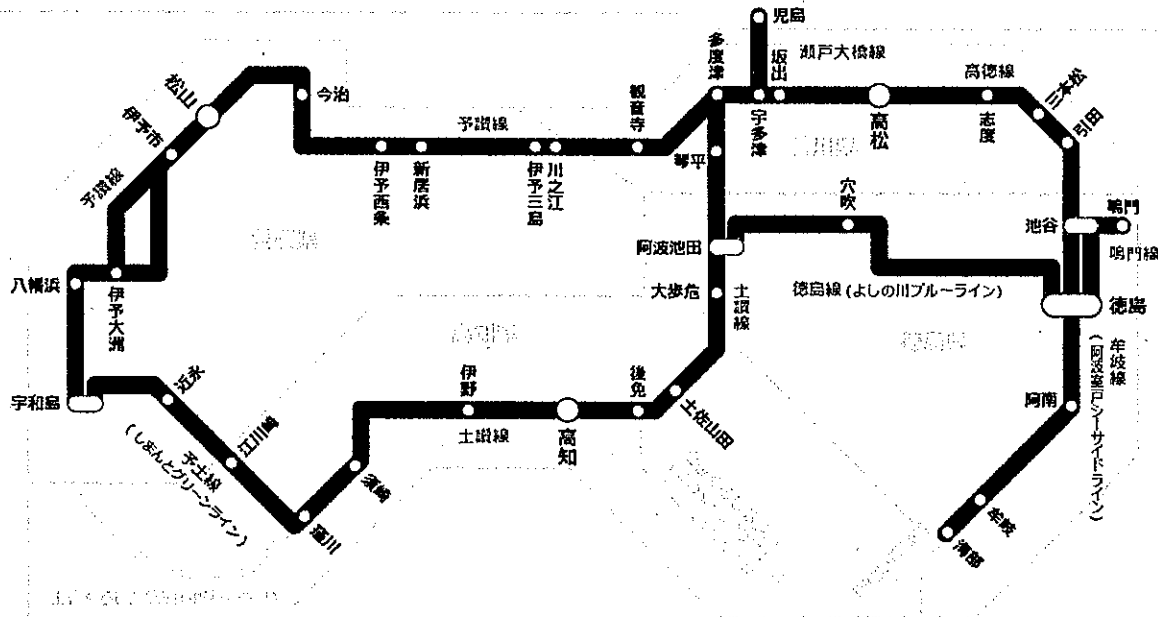 児島
瀬戸大橋線
多度津
坂出
宇多津
高松
高徳線
志度
三本松
引田
松山
伊予市
今治
予讃線
観音寺
琴平
予讃線
伊予西条
新居浜
伊予三島
川之江
穴吹
池谷
鳴門
鳴門線
阿波池田
八幡浜
伊予大洲
大歩危
土讃線
徳島線(よしの川ブルーライン)
徳島
牟岐線
(阿波室戸シーサイドライン)
宇和島
近永
江川崎
予土線
(しまんとグリーンライン)
伊野
土讃線
高知
後免
土佐山田
阿南
須崎
窪川
牟岐
海部